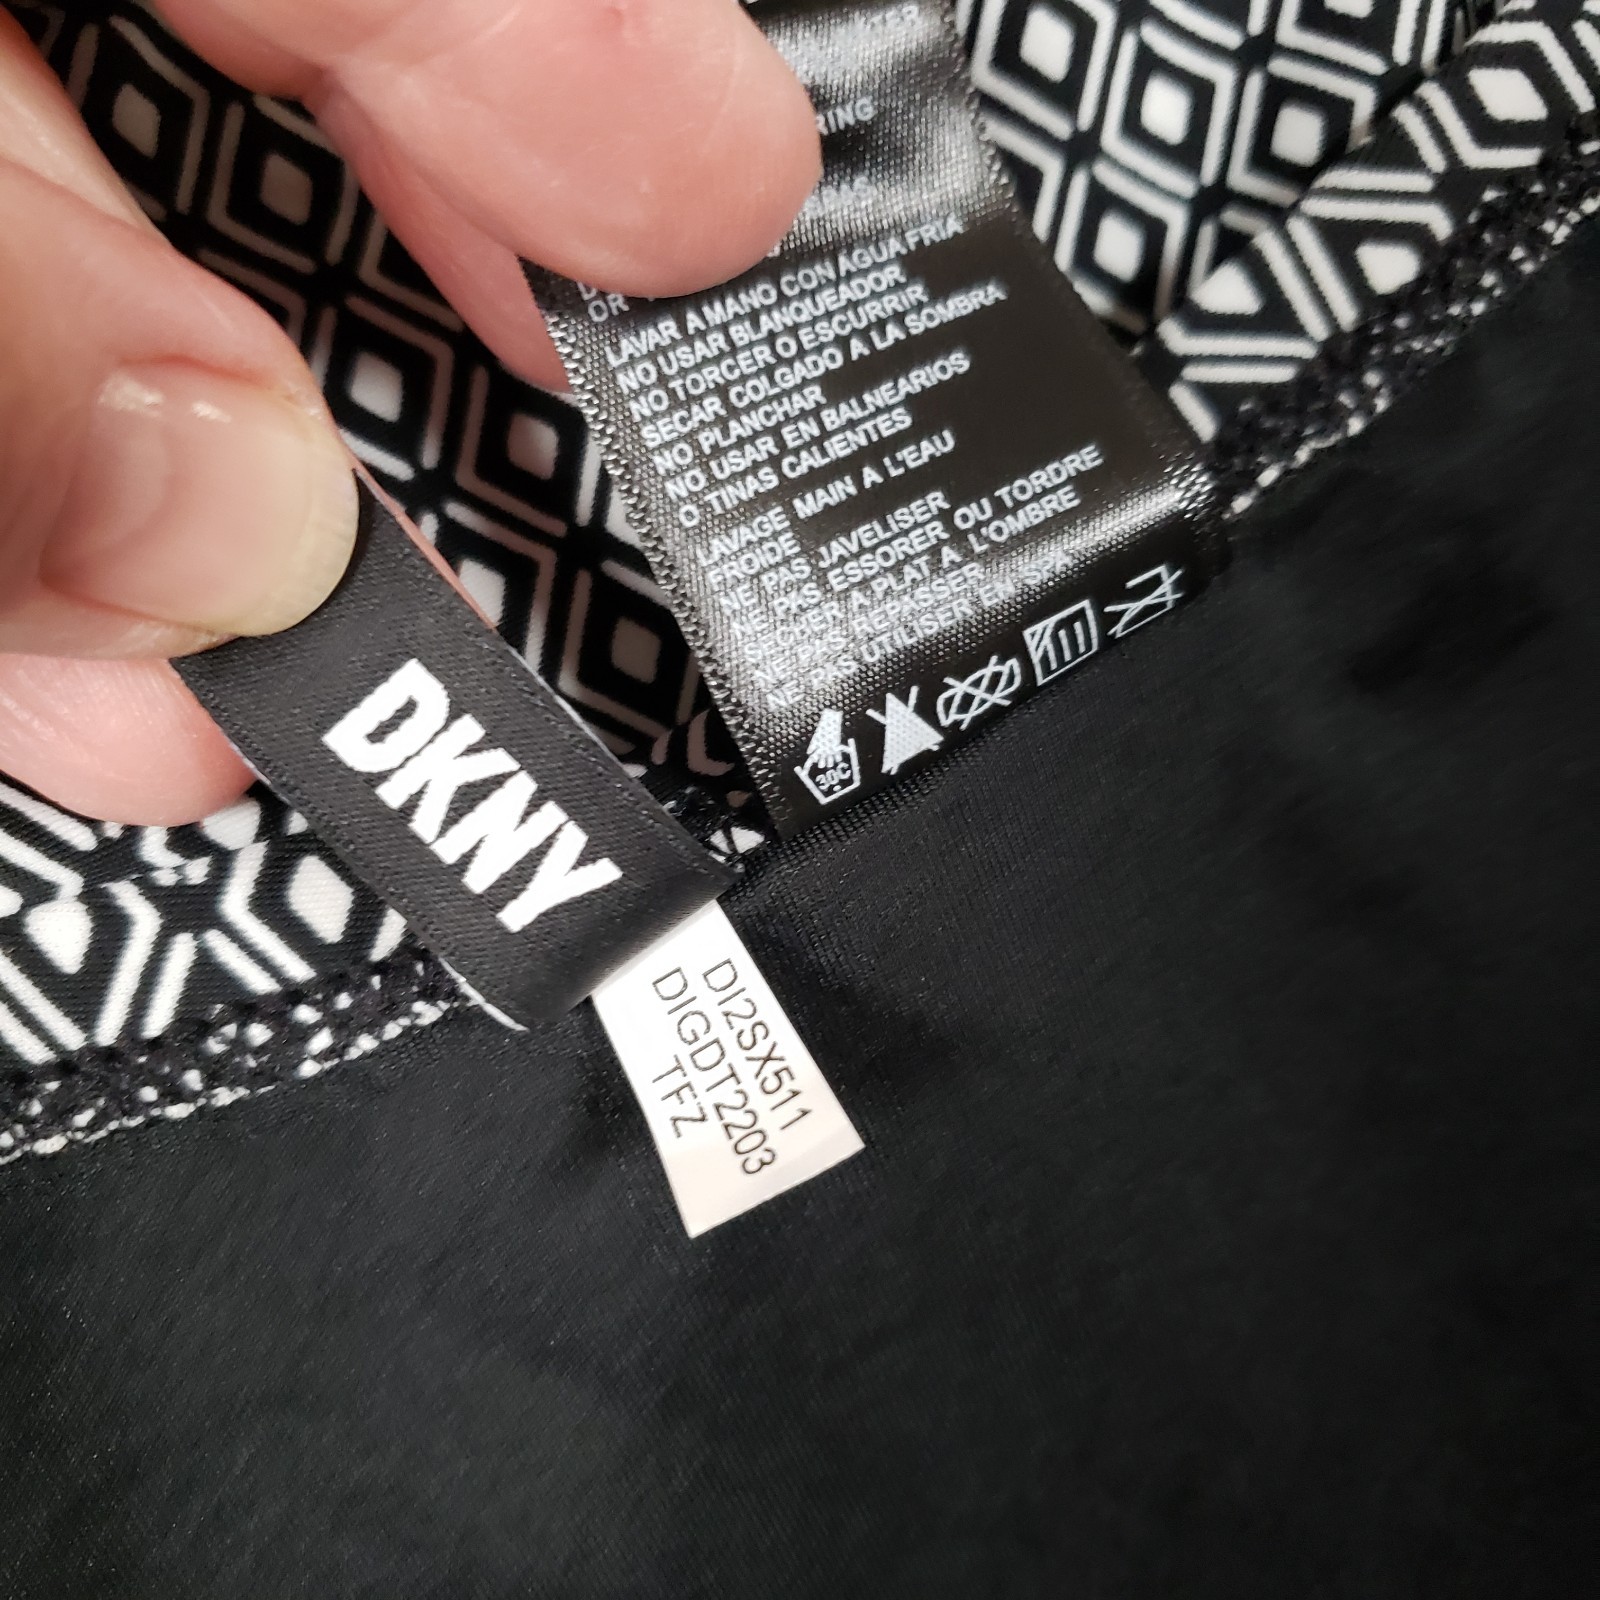 OR
LAVAR A MANO CON AGUA FRIA
NO USAR BLANQUEADOR
NO TORCER O ESCURRIR
SECAR COLGADO A LA SOMBRA
NO PLANCHAR
NO USAR EN BALNEARIOS
O TINAS CALIENTES
LAVAGE MAIN A L'EAU
FROIDE
NE PAS JAVELISER
NE PAS ESSORER OU TORDRE
SECHER A PLAT A L'OMBRE
NE PAS REPASSER
NE PAS UTILISER EN SPA
30C
DKNY
DI2SX511
DIGDT2203
TFZ